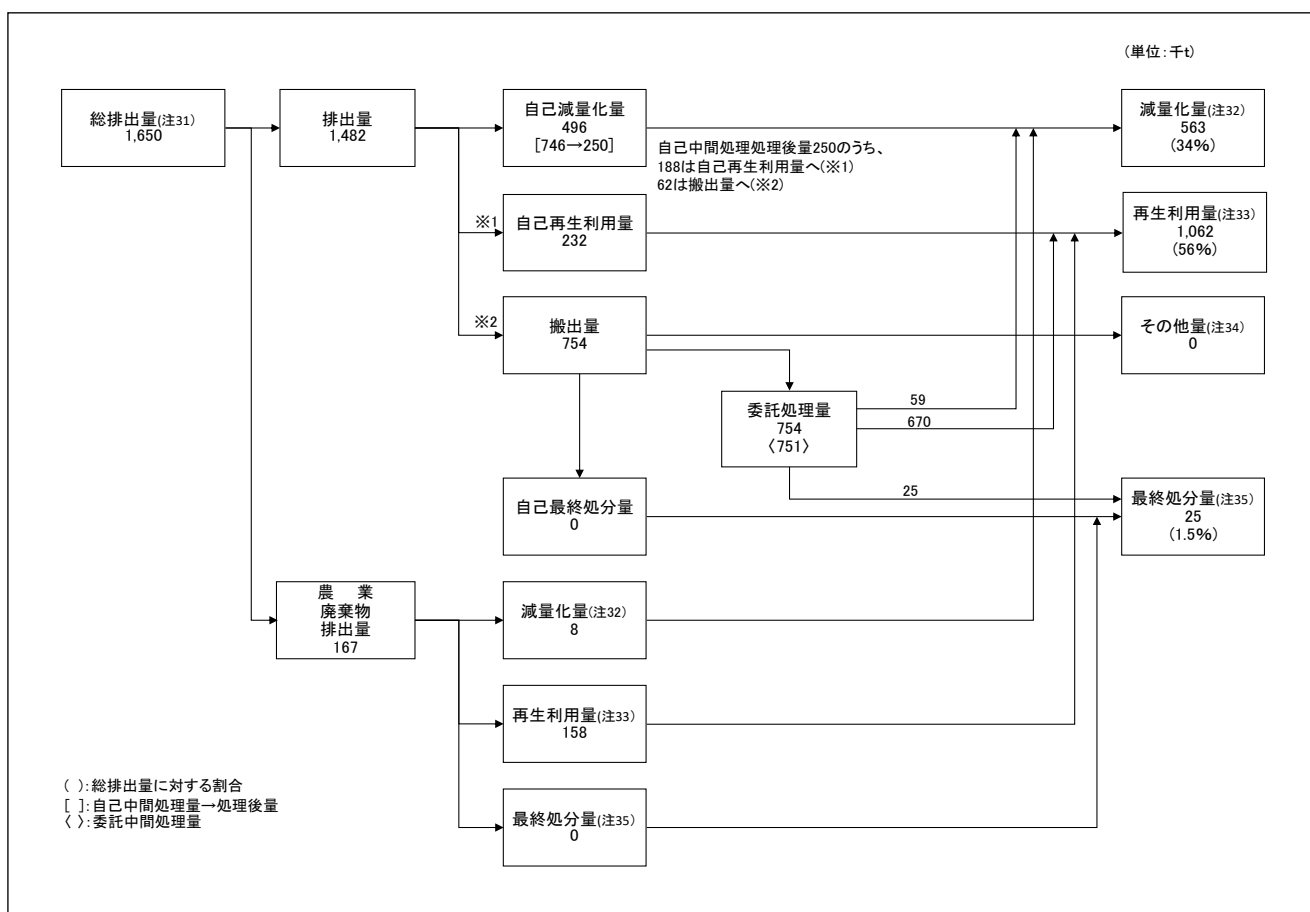 (単位:千t)
総排出量(注31)
1,650
排出量
1,482
自己減量化量
496
[746→250]
減量化量(注32)
563
(34%)
自己中間処理処理後量250のうち、
188は自己再生利用量へ(※1)
62は搬出量へ(※2)
※1
自己再生利用量
232
再生利用量(注33)
1,062
(56%)
※2
搬出量
754
その他量(注34)
0
委託処理量
754
〈751〉
59
670
25
自己最終処分量
0
最終処分量(注35)
25
(1.5%)
農 業
廃棄物
排出量
167
減量化量(注32)
8
再生利用量(注33)
158
最終処分量(注35)
0
( ):総排出量に対する割合
[ ]:自己中間処理量→処理後量
〈 〉:委託中間処理量